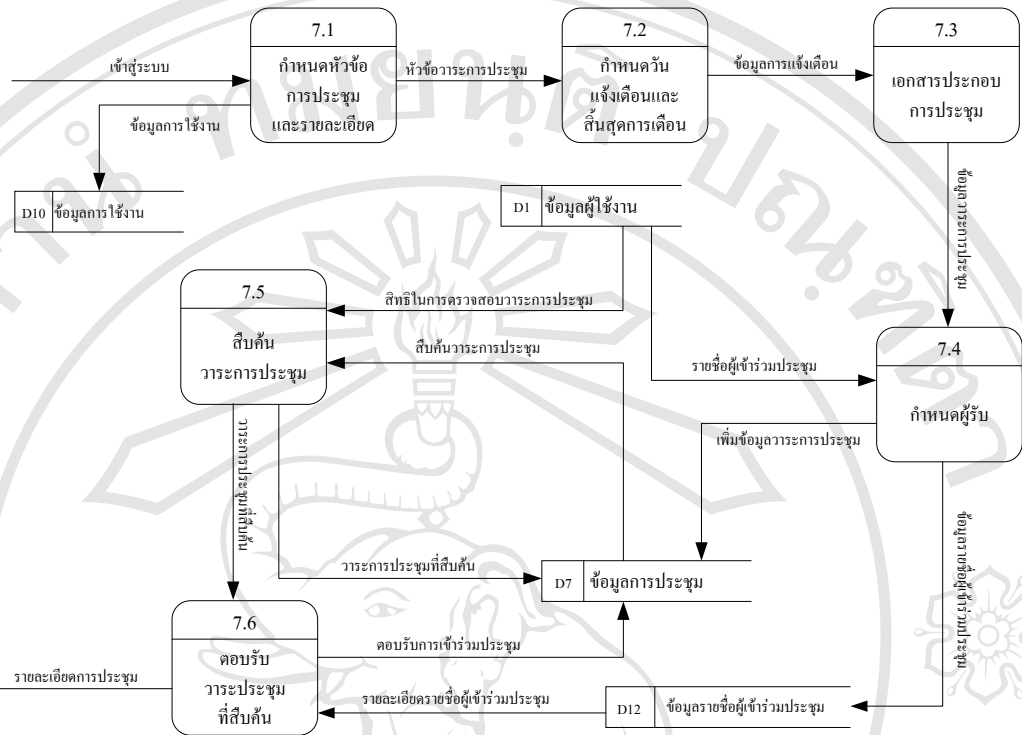 7.1
กำหนดหัวข้อ
การประชุม
และรายละเอียด
7.2
กำหนดวัน
แจ้งเตือนและ
สิ้นสุดการเตือน
7.3
เอกสารประกอบ
การประชุม
เข้าสู่ระบบ
หัวข้อวาระการประชุม
ข้อมูลการแจ้งเตือน
ข้อมูลการใช้งาน
D10 ข้อมูลการใช้งาน
D1 ข้อมูลผู้ใช้งาน
ข้อมูลวาระการประชุม
7.5
สืบค้น
วาระการประชุม
สิทธิในการตรวจสอบวาระการประชุม
สืบค้นวาระการประชุม
รายชื่อผู้เข้าร่วมประชุม
7.4
กำหนดผู้รับ
เพิ่มข้อมูลวาระการประชุม
วาระการประชุมที่สืบค้น
วาระการประชุมที่สืบค้น
D7 ข้อมูลการประชุม
ข้อมูลรายชื่อผู้เข้าร่วมประชุม
7.6
ตอบรับ
วาระประชุม
ที่สืบค้น
ตอบรับการเข้าร่วมประชุม
รายละเอียดการประชุม
รายละเอียดรายชื่อผู้เข้าร่วมประชุม
D12 ข้อมูลรายชื่อผู้เข้าร่วมประชุม